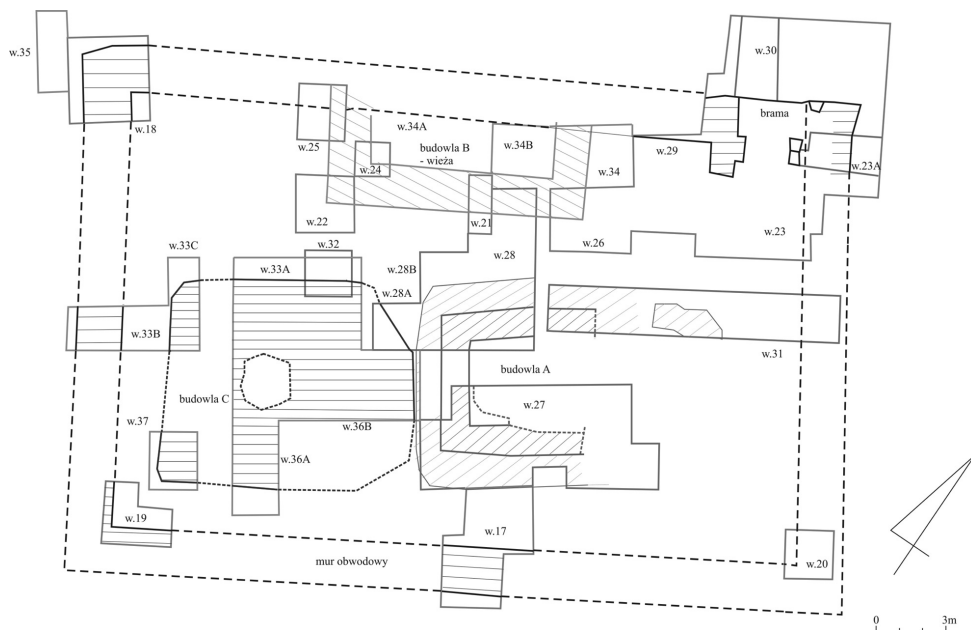 w.35
w.30
w.18
w.34A
w.25
budowla B
- wieża
w.34B
w.29
brama
w.24
w.34
w.23A
w.22
w.21
w.23
w.33C
w.32
w.26
w.33A
w.28B
w.28
w.28A
w.33B
w.31
budowla A
budowla C
w.37
w.27
w.36B
w.36A
w.19
w.17
mur obwodowy
w.20
0 3m